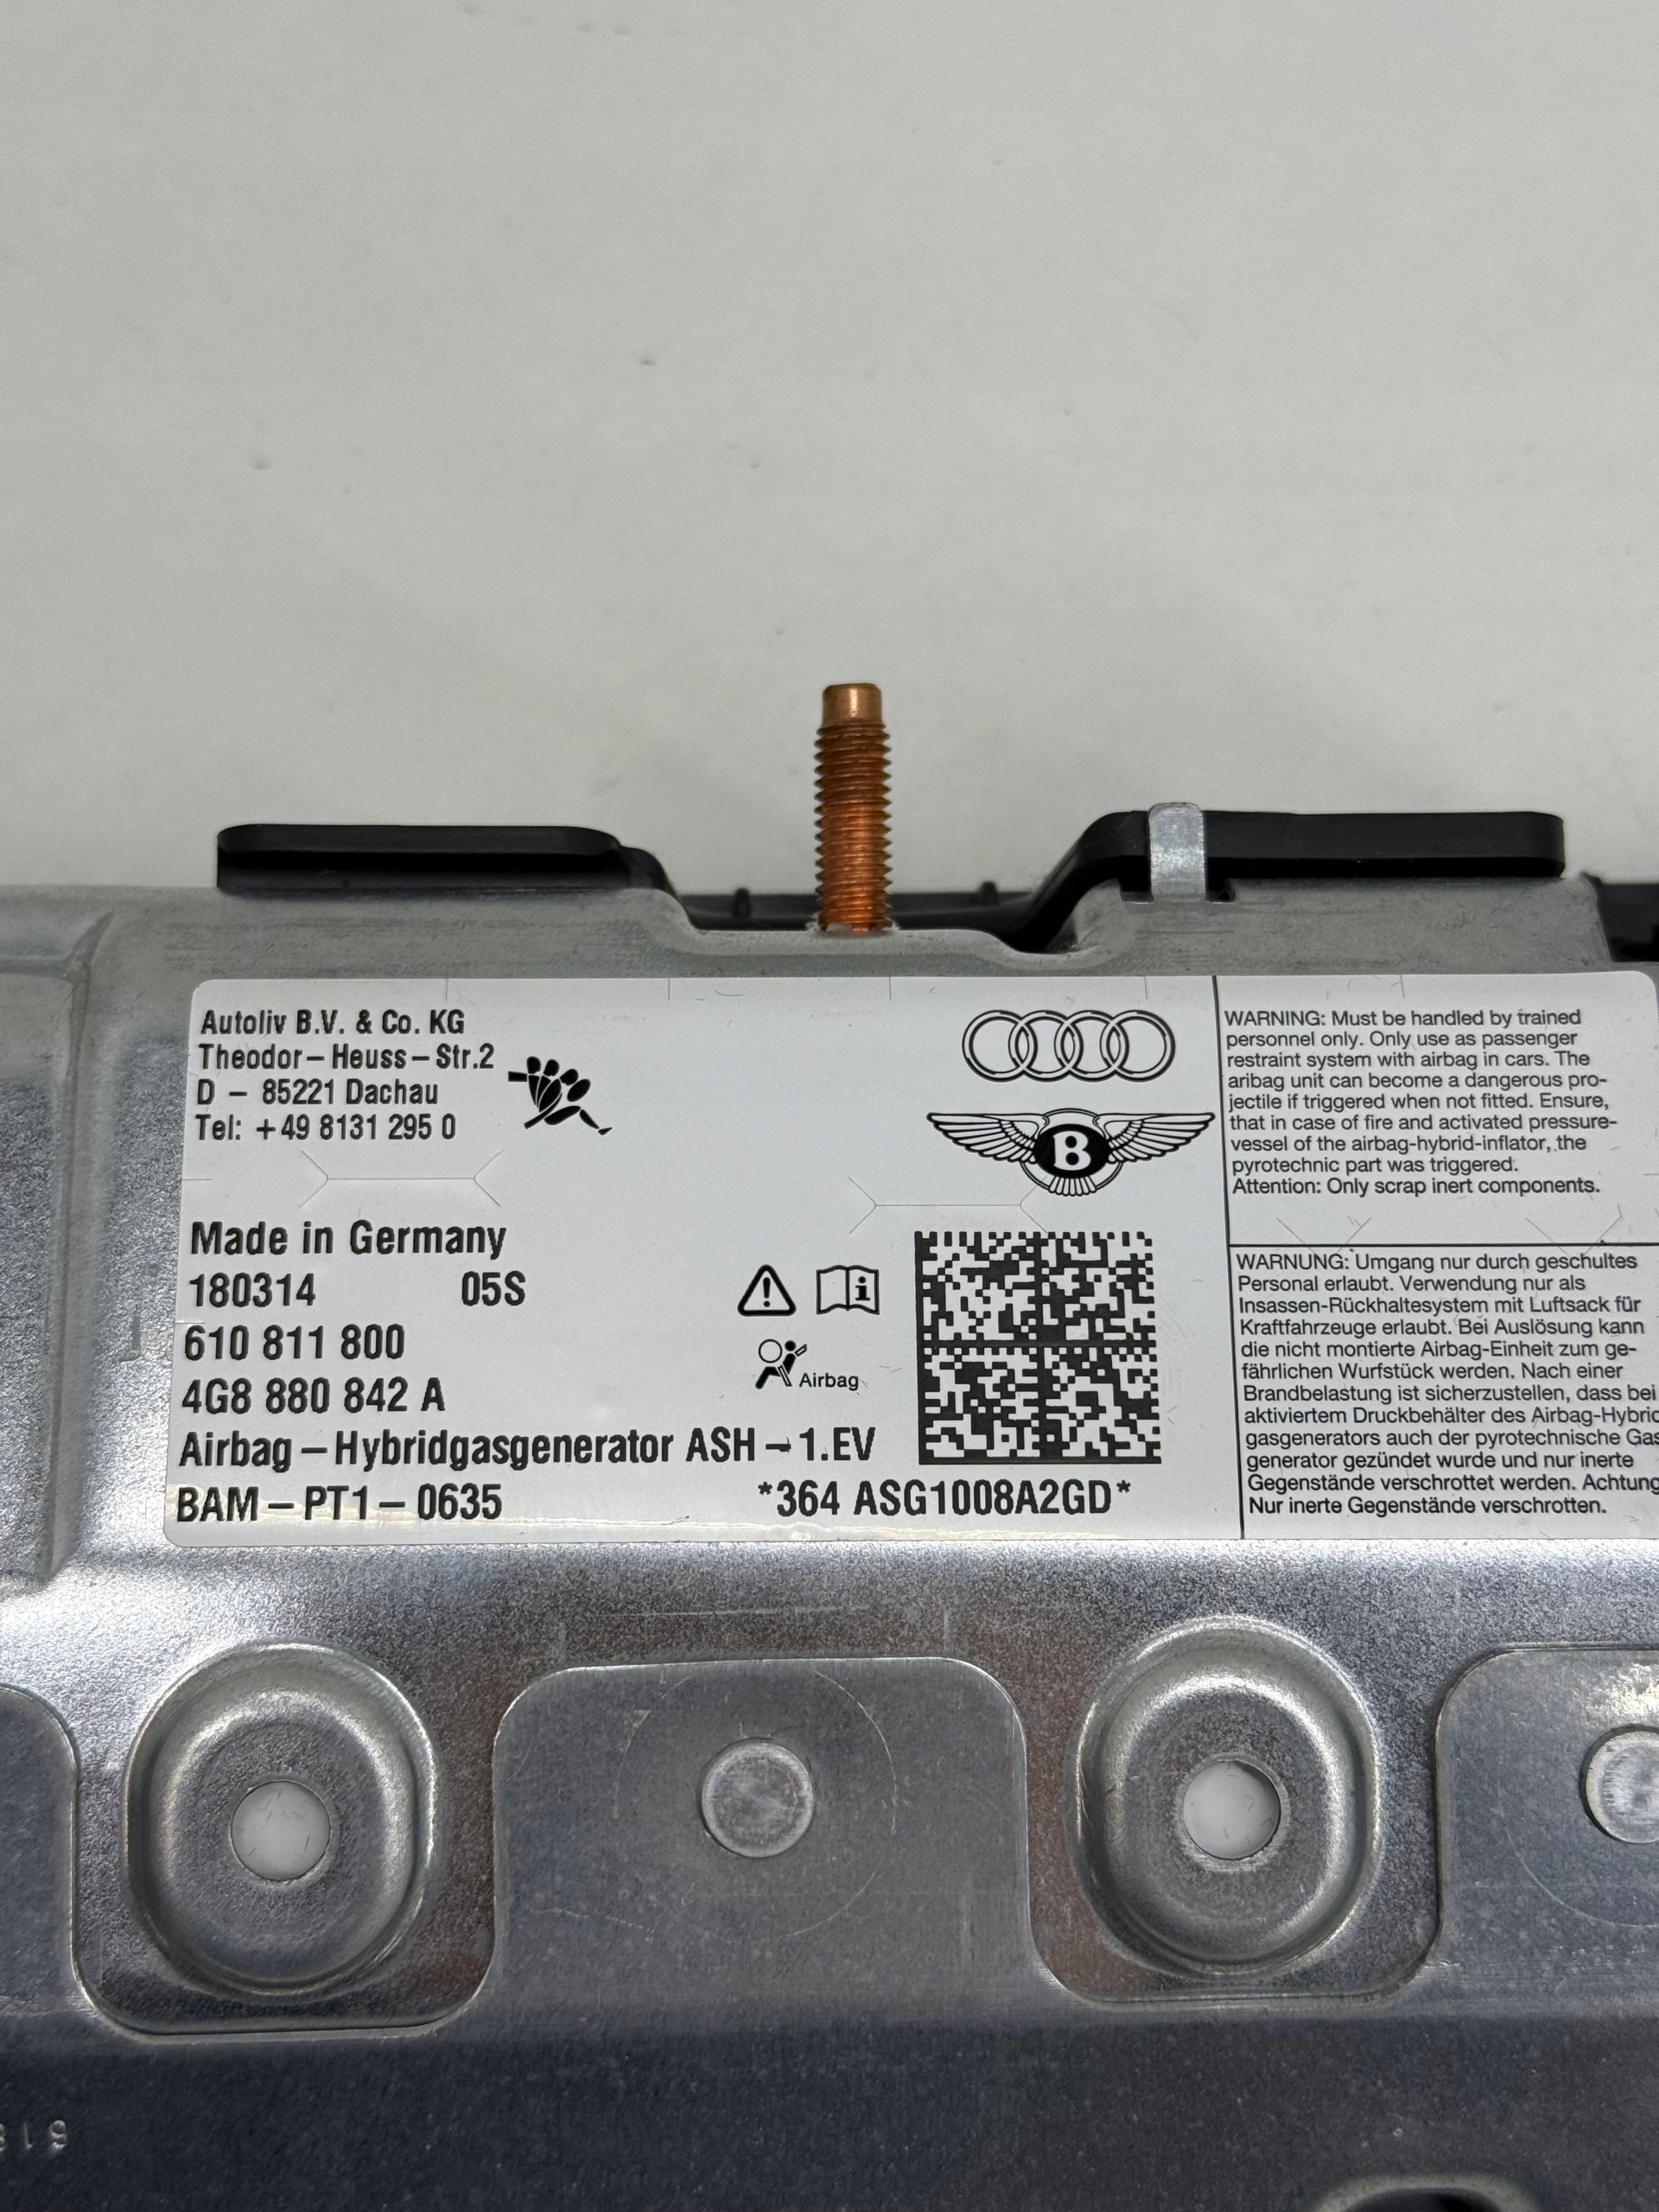 Autoliv B.V. & Co. KG
Theodor – Heuss – Str.2
D – 85221 Dachau
Tel: +49 8131 295 0
B
Made in Germany
180314 05S
610 811 800
4G8 880 842 A
Airbag
Airbag – Hybridgasgenerator ASH – 1.EV
BAM – PT1 – 0635 *364 ASG1008A2GD*
WARNING: Must be handled by trained
personnel only. Only use as passenger
restraint system with airbag in cars. The
aribag unit can become a dangerous pro-
jectile if triggered when not fitted. Ensure,
that in case of fire and activated pressure-
vessel of the airbag-hybrid-inflator, the
pyrotechnic part was triggered.
Attention: Only scrap inert components.
WARNUNG: Umgang nur durch geschultes
Personal erlaubt. Verwendung nur als
Insassen-Rückhaltesystem mit Luftsack für
Kraftfahrzeuge erlaubt. Bei Auslösung kann
die nicht montierte Airbag-Einheit zum ge-
fährlichen Wurfstück werden. Nach einer
Brandbelastung ist sicherzustellen, dass bei
aktiviertem Druckbehälter des Airbag-Hybrid
gasgenerators auch der pyrotechnische Gas
generator gezündet wurde und nur inerte
Gegenstände verschrottet werden. Achtung
Nur inerte Gegenstände verschrotten.